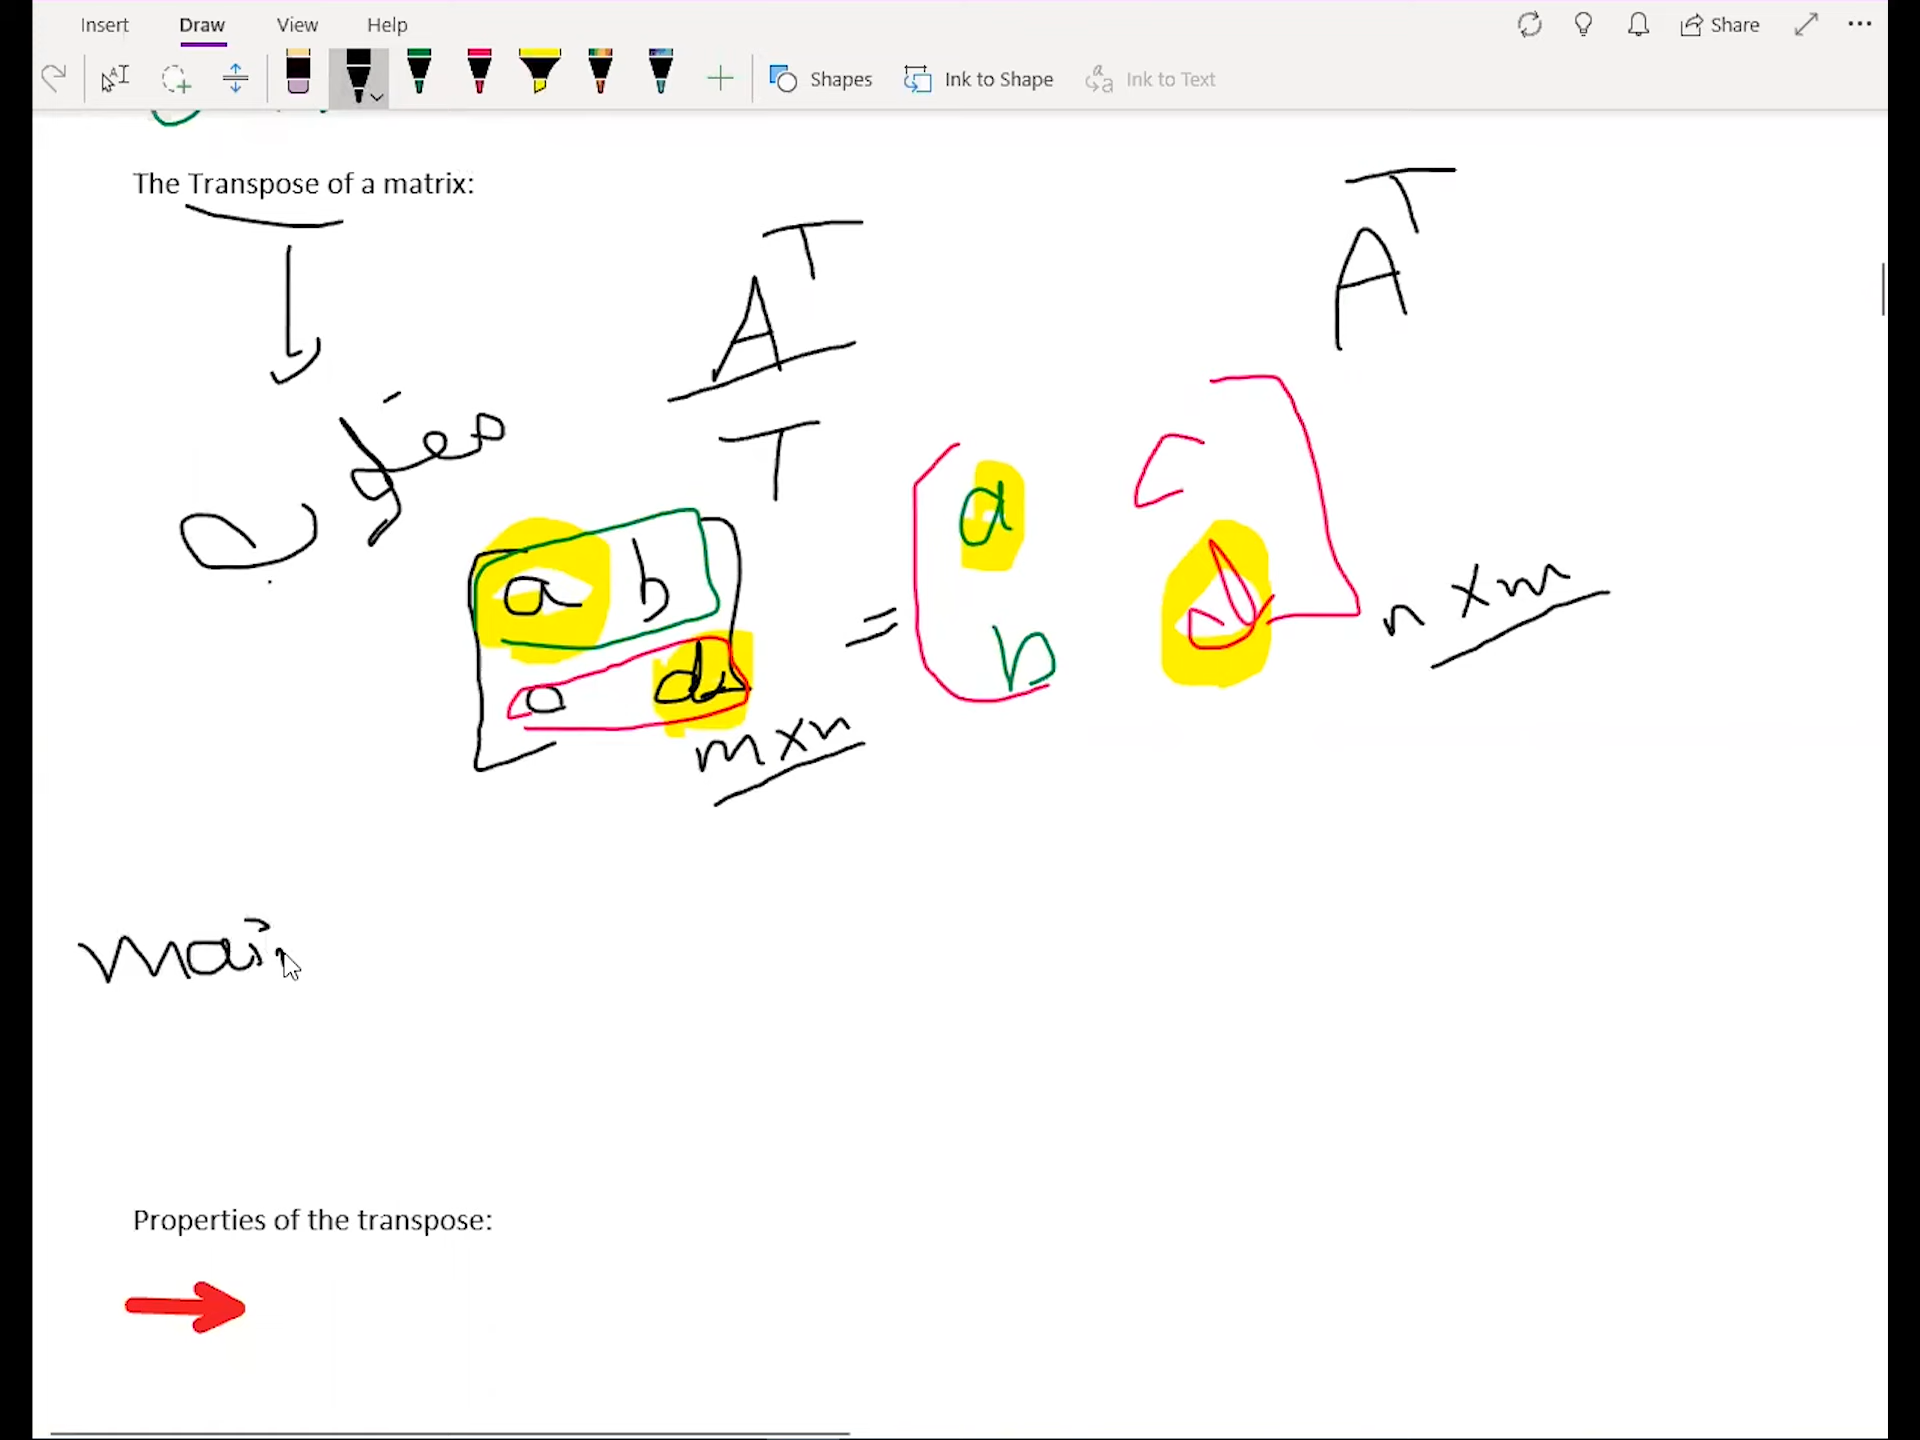 Insert Draw View Help Share
Shapes Ink to Shape Ink to Text
The Transpose of a matrix:
A^T
A^T
T
a b
c d
m x n
=
a c
b d
n x m
mai
Properties of the transpose: